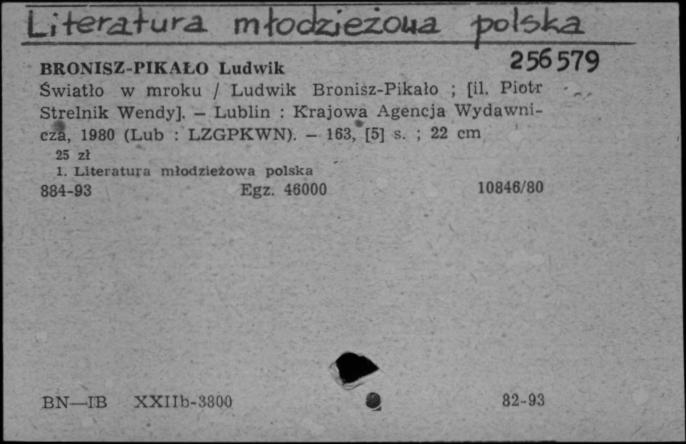 Literatura młodzieżowa polska
256579
BRONISZ-PIKAŁO Ludwik
Światło w mroku / Ludwik Bronisz-Pikało ; [il. Piotr
Strelnik Wendy]. — Lublin : Krajowa Agencja Wydawni-
cza, 1980 (Lub : LZGPKWN). — 163, [5] s. ; 22 cm
25 zł
1. Literatura młodzieżowa polska
884-93 Egz. 46000 10846/80
BN—IB XXIIb-3800 82-93